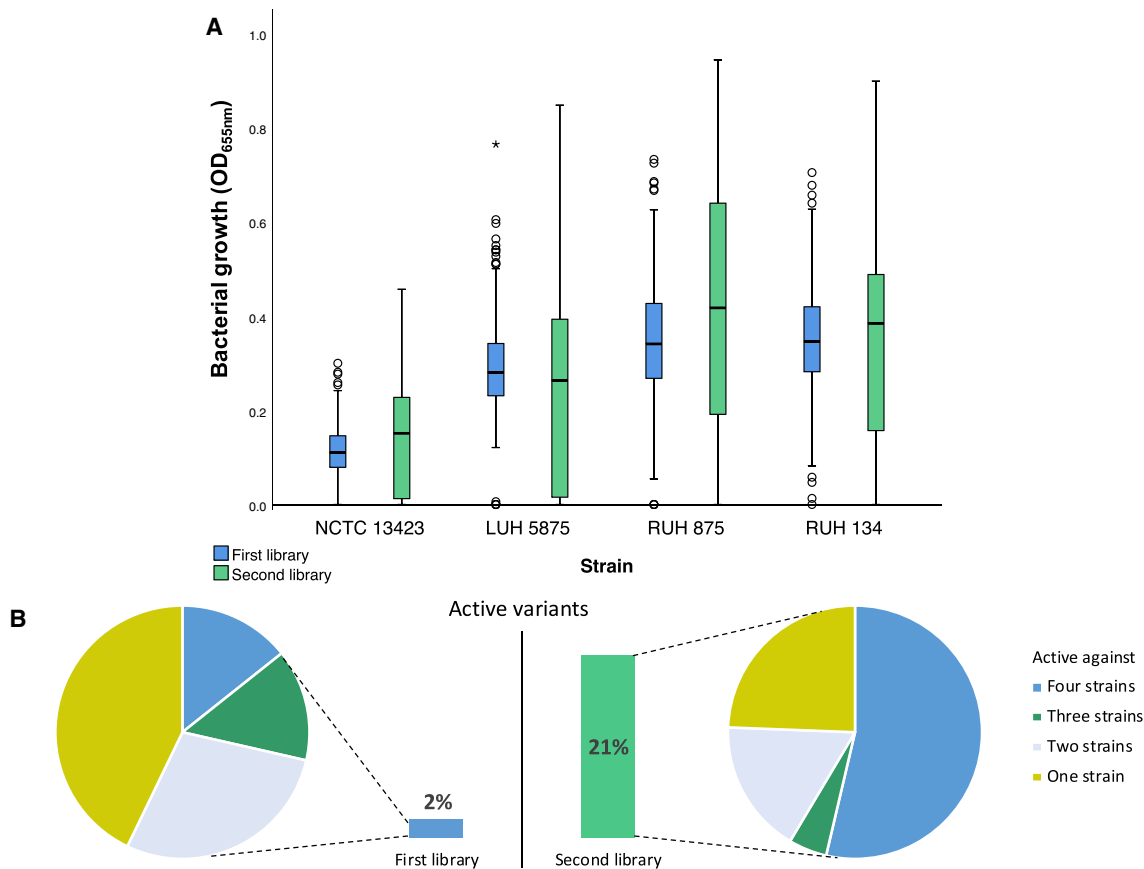 A
Bacterial growth (OD655nm)
1.0
0.8
0.6
0.4
0.2
0.0
*
NCTC 13423
LUH 5875
RUH 875
RUH 134
Strain
First library
Second library
B
Active variants
2%
First library
21%
Second library
Active against
Four strains
Three strains
Two strains
One strain